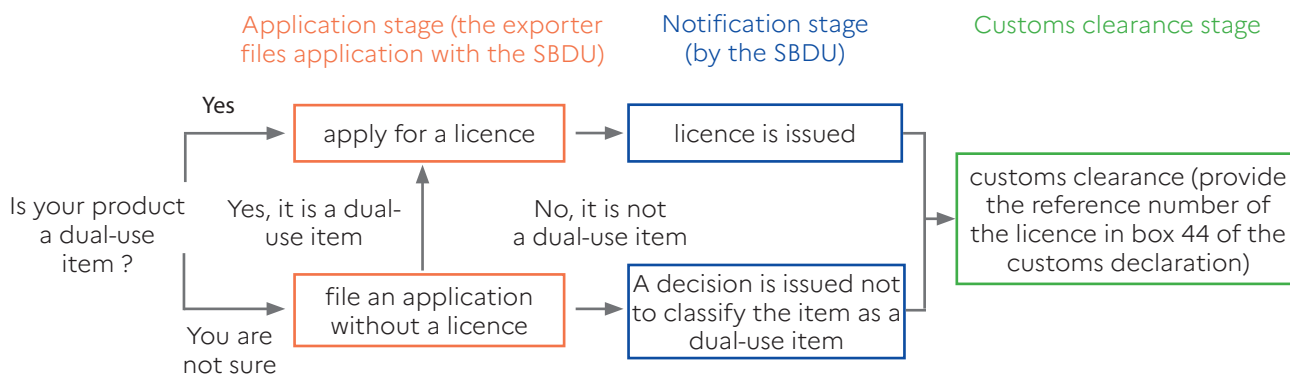 Application stage (the exporter
files application with the SBDU)
Notification stage
(by the SBDU)
Customs clearance stage
Yes
apply for a licence
licence is issued
Is your product
a dual-use
item ?
Yes, it is a dual-
use item
No, it is not
a dual-use item
customs clearance (provide
the reference number of
the licence in box 44 of the
customs declaration)
file an application
without a licence
A decision is issued not
to classify the item as a
dual-use item
You are
not sure